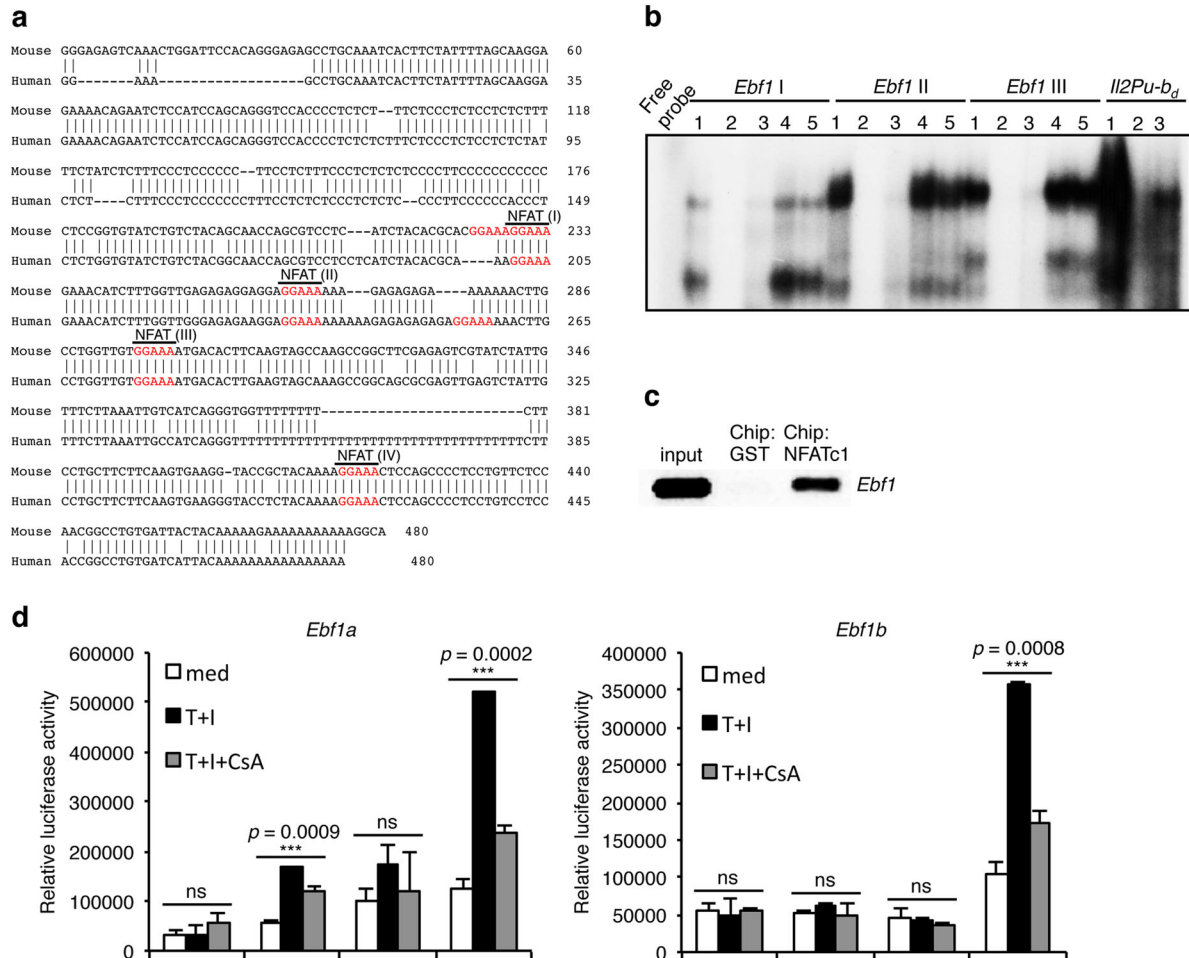 a
Mouse GGGAGAGTCAAACTGGATTCCACAGGGAGAGCCTGCAAATCACTTCTATTTTAGCAAGGA 60
Human GG-------AAA------------------GCCTGCAAATCACTTCTATTTTAGCAAGGA 35
Mouse GAAAACAGAATCTCCATCCAGCAGGGTCCACCCCTCTCT--TTCTCCCTCTCCTCTCTTT 118
Human GAAAACAGAATCTCCATCCAGCAGGGTCCACCCCTCTCTCTTTCTCCCTCTCCTCTCTAT 95
Mouse TTCTATCTCTTTCCCTCCCCCC--TTCCTCTTTCCCTCTCTCTCCCCTTCCCCCCCCCCC 176
Human CTCT----CTTTCCCTCCCCCCCTTTCCCCTCTCCCTCTCTC--CCCTTCCCCCCACCCT 149
NFAT (I)
Mouse CTCCGGTGTATCTGTCTACAGCAACCAGCGTCCTC---ATCTACACGCACGGAAAGGAAA 233
Human CTCTGGTGTATCTGTCTACGGCAACCAGCGTCCTCCTCATCTACACGCA----AAGGAAA 205
NFAT (II)
Mouse GAAACATCTTTGGTTGAGAGAGGAGGAGGAAAAAA---GAGAGAGA----AAAAAACTTG 286
Human GAAACATCTTTGGTTGGGAGAGAAGGAGGAAAAAAAAAGAGAGAGAGAGGAAAAAACTTG 265
NFAT (III)
Mouse CCTGGTTGTGGAAAATGACACTTCAAGTAGCCAAGCCGGCTTCGAGAGTCGTATCTATTG 346
Human CCTGGTTGTGGAAAATGACACTTGAAGTAGCAAAGCCGGCAGCGCGAGTTGAGTCTATTG 325
Mouse TTTCTTAAATTGTCATCAGGGTGGTTTTTTTT-------------------------CTT 381
Human TTTCTTAAATTGCCATCAGGGTTTTTTTTTTTTTTTTTTTTTTTTTTTTTTTTTTTTCTT 385
NFAT (IV)
Mouse CCTGCTTCTTCAAGTGAAGG-TACCGCTACAAAAGGAAACTCCAGCCCCTCCTGTTCTCC 440
Human CCTGCTTCTTCAAGTGAAGGGTACCTCTACAAAAGGAAACTCCAGCCCCTCCTGTCCTCC 445
Mouse AACGGCCTGTGATTACTACAAAAAGAAAAAAAAAAAGGCA 480
Human ACCGGCCTGTGATCATTACAAAAAAAAAAAAAAAA 480
b
Free probe
Ebf1 I Ebf1 II Ebf1 III Il2Pu-bd
1 2 3 4 5 1 2 3 4 5 1 2 3 4 5 1 2 3
c
input Chip: GST Chip: NFATc1
Ebf1
d
Ebf1a
Relative luciferase activity
600000
500000
400000
300000
200000
100000
0
med
T+I
T+I+CsA
ns
p = 0.0009
***
ns
p = 0.0002
***
Ebf1b
Relative luciferase activity
400000
350000
300000
250000
200000
150000
100000
50000
0
med
T+I
T+I+CsA
ns
ns
ns
p = 0.0008
***